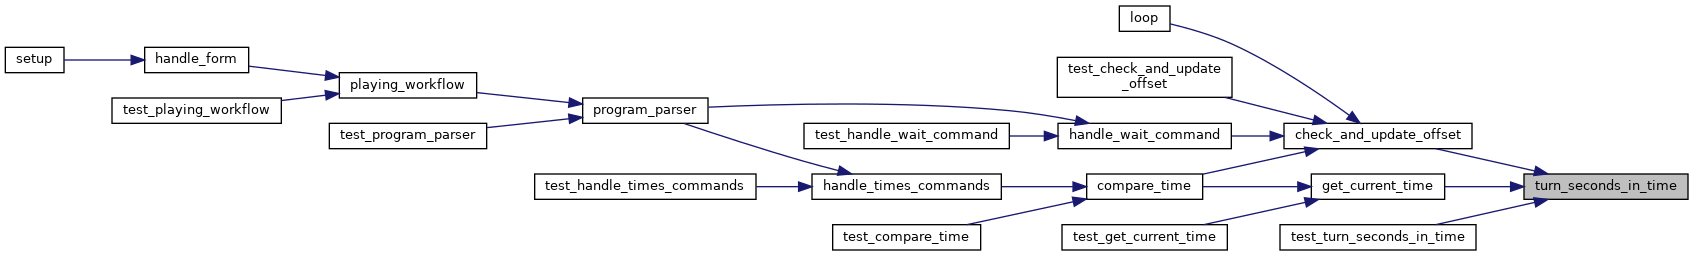 loop
setup
handle_form
test_check_and_update
_offset
playing_workflow
test_playing_workflow
program_parser
test_program_parser
test_handle_wait_command
handle_wait_command
check_and_update_offset
test_handle_times_commands
handle_times_commands
compare_time
get_current_time
turn_seconds_in_time
test_compare_time
test_get_current_time
test_turn_seconds_in_time